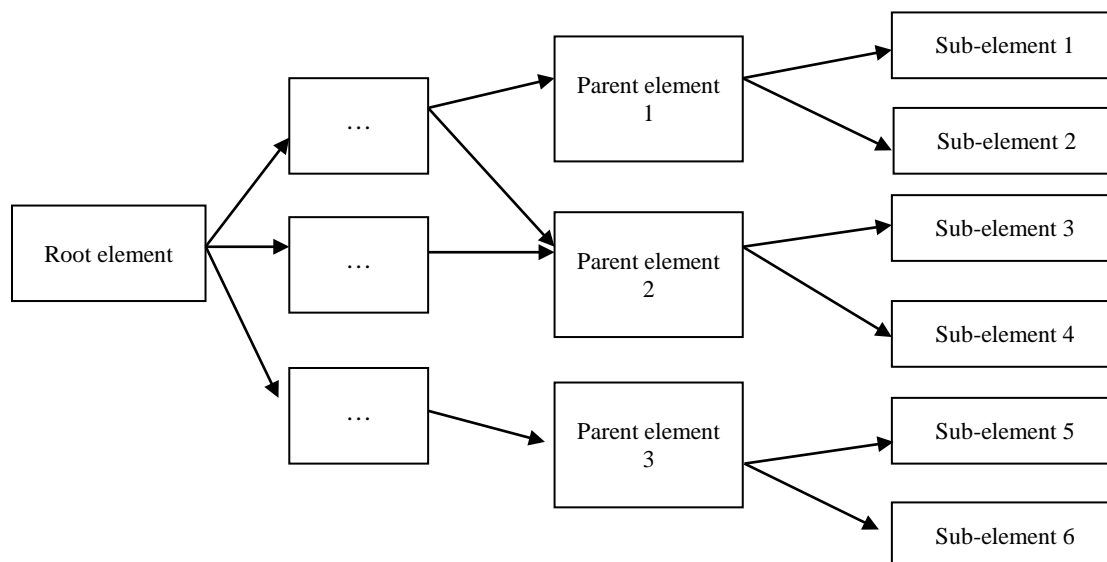 Root element
…
…
…
Parent element
1
Parent element
2
Parent element
3
Sub-element 1
Sub-element 2
Sub-element 3
Sub-element 4
Sub-element 5
Sub-element 6